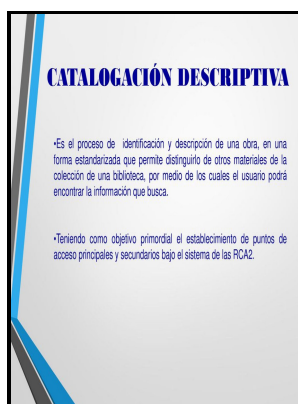 CATALOGACIÓN DESCRIPTIVA
•Es el proceso de identificación y descripción de una obra, en una
forma estandarizada que permite distinguirlo de otros materiales de la
colección de una biblioteca, por medio de los cuales el usuario podrá
encontrar la información que busca.
•Teniendo como objetivo primordial el establecimiento de puntos de
acceso principales y secundarios bajo el sistema de las RCA2.